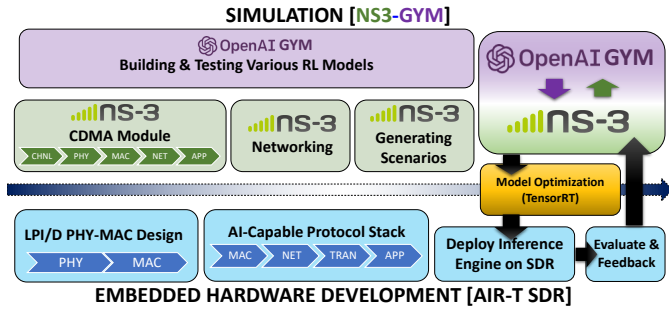 SIMULATION [NS3-GYM]
OpenAI GYM
Building & Testing Various RL Models
OpenAI GYM
ns-3
ns-3
CDMA Module
CHNL PHY MAC NET APP
ns-3
Networking
ns-3
Generating
Scenarios
Model Optimization
(TensorRT)
LPI/D PHY-MAC Design
PHY MAC
AI-Capable Protocol Stack
MAC NET TRAN APP
Deploy Inference
Engine on SDR
Evaluate &
Feedback
EMBEDDED HARDWARE DEVELOPMENT [AIR-T SDR]